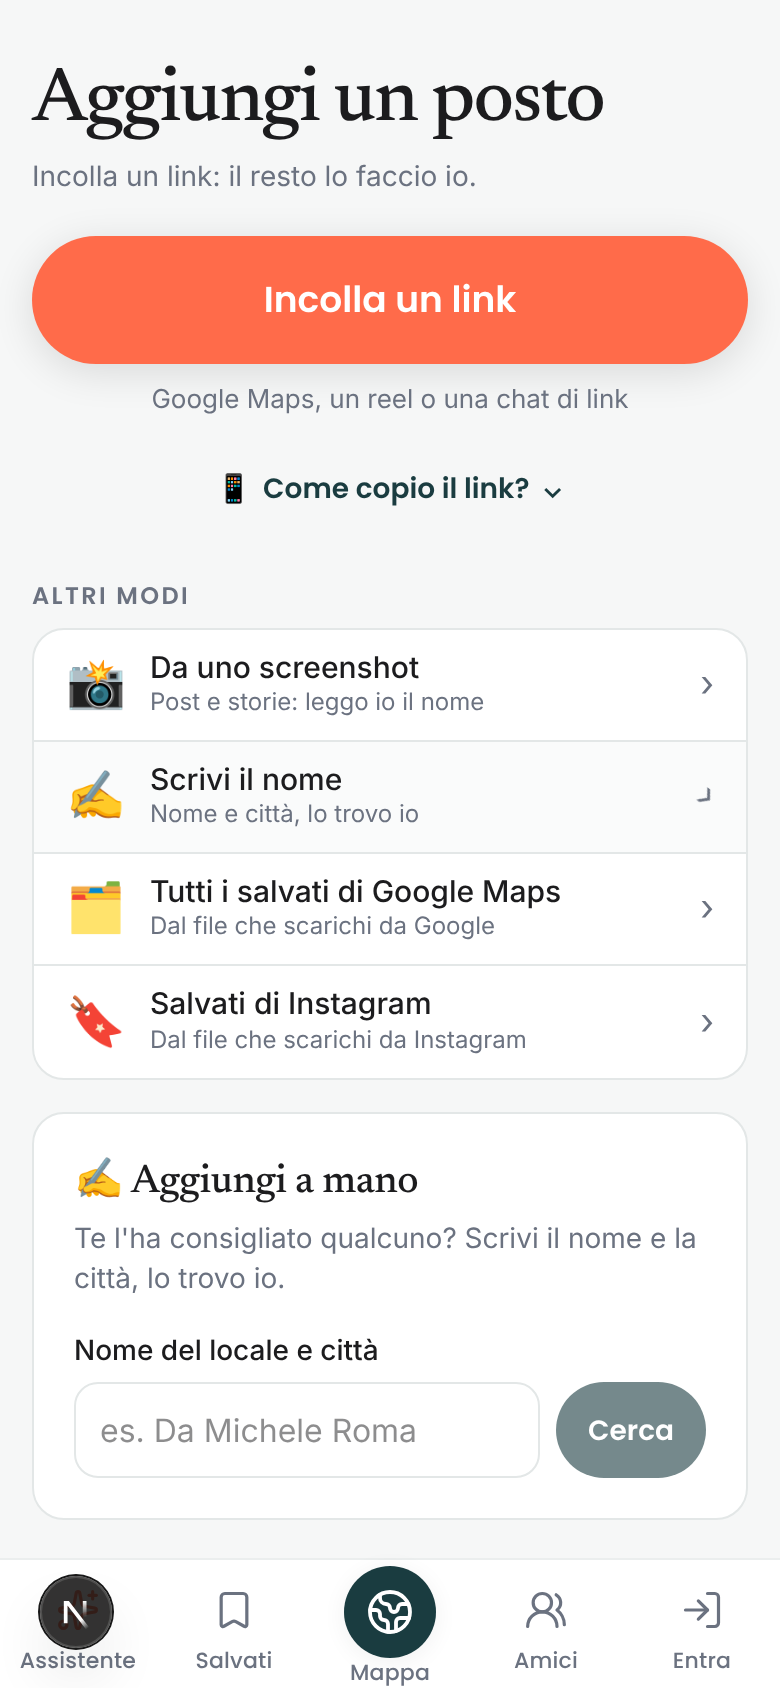 Aggiungi un posto
Incolla un link: il resto lo faccio io.
Incolla un link
Google Maps, un reel o una chat di link
Come copio il link?
ALTRI MODI
Da uno screenshot
Post e storie: leggo io il nome
Scrivi il nome
Nome e città, lo trovo io
Tutti i salvati di Google Maps
Dal file che scarichi da Google
Salvati di Instagram
Dal file che scarichi da Instagram
Aggiungi a mano
Te l'ha consigliato qualcuno? Scrivi il nome e la
città, lo trovo io.
Nome del locale e città
es. Da Michele Roma
Cerca
N
Assistente
Salvati
Mappa
Amici
Entra